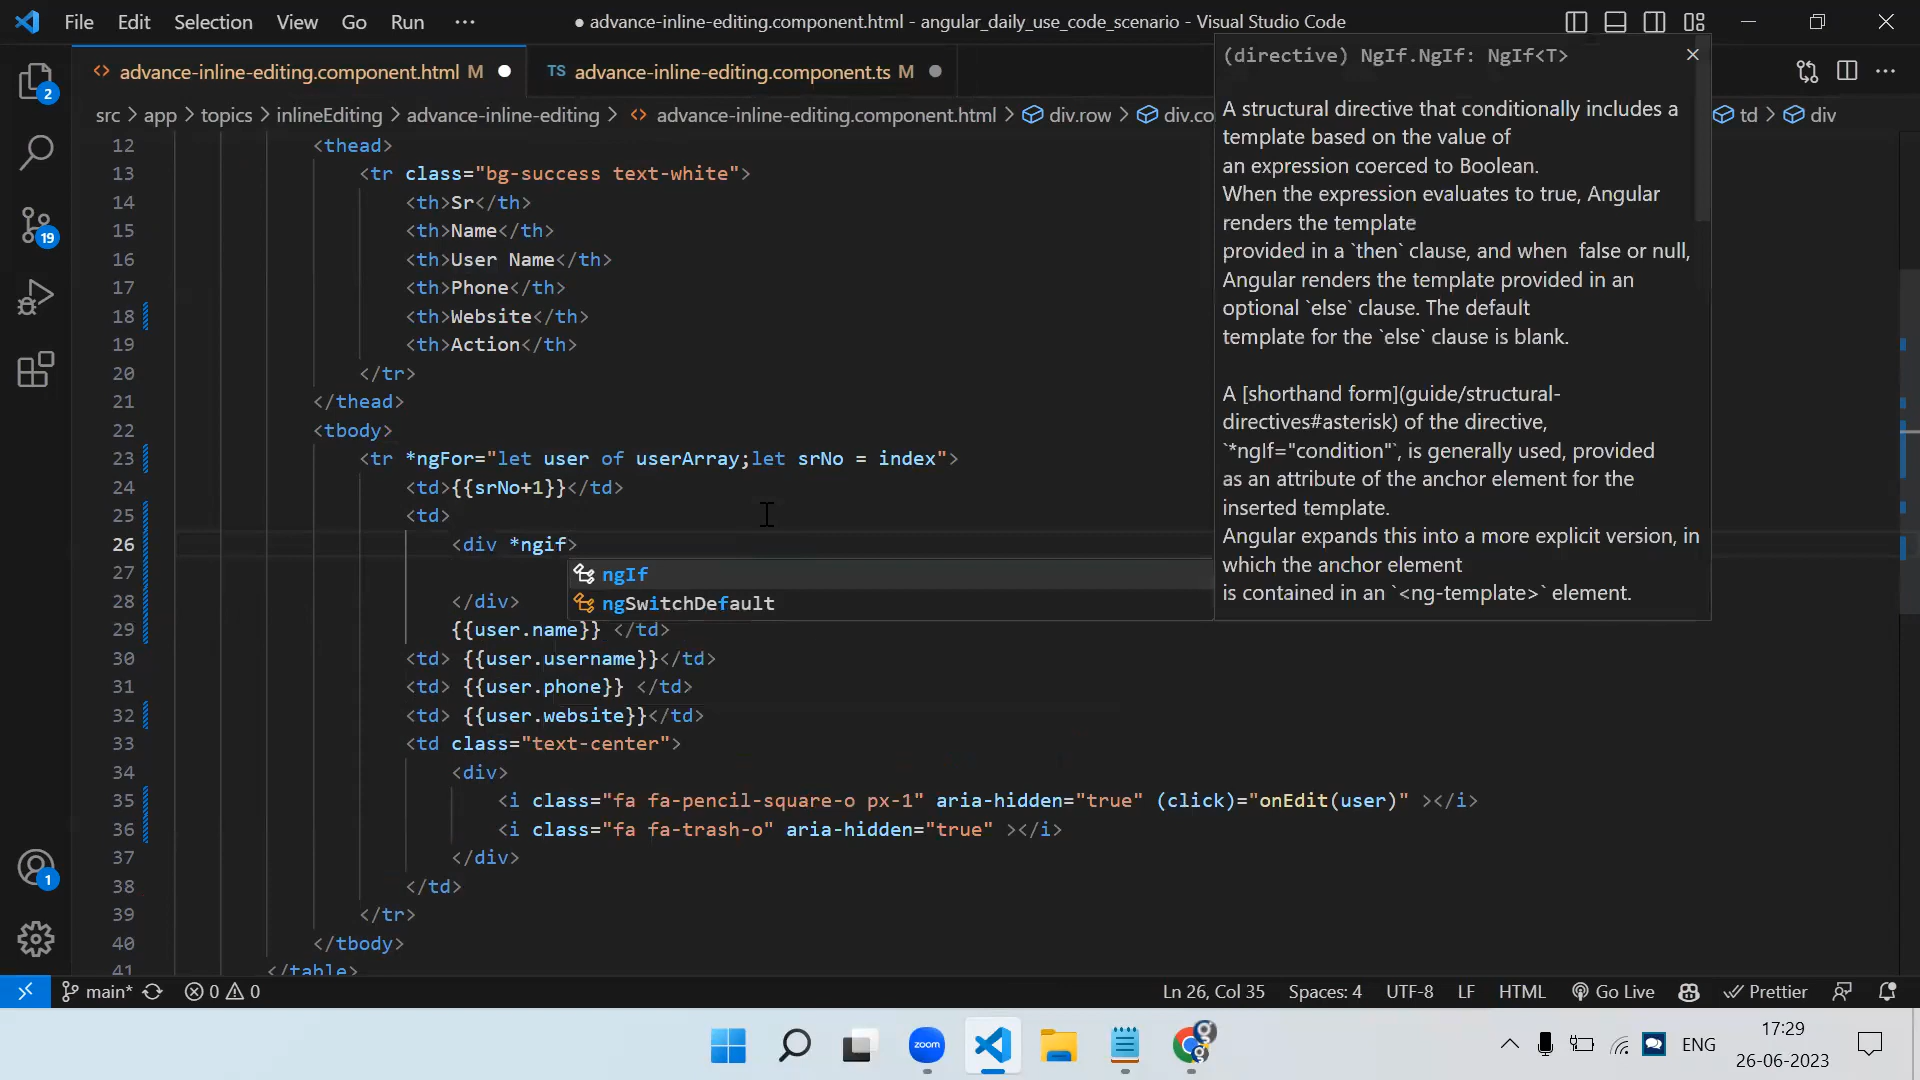 File Edit Selection View Go Run ··· ● advance-inline-editing.component.html - angular_daily_use_code_scenario - Visual Studio Code
<> advance-inline-editing.component.html M ● TS advance-inline-editing.component.ts M ●
src > app > topics > inlineEditing > advance-inline-editing > <> advance-inline-editing.component.html > div.row > div.co td > div
(directive) NgIf.NgIf: NgIf<T>
A structural directive that conditionally includes a
template based on the value of
an expression coerced to Boolean.
When the expression evaluates to true, Angular
renders the template
provided in a `then` clause, and when false or null,
Angular renders the template provided in an
optional `else` clause. The default
template for the `else` clause is blank.
A [shorthand form](guide/structural-
directives#asterisk) of the directive,
`*ngIf="condition"`, is generally used, provided
as an attribute of the anchor element for the
inserted template.
Angular expands this into a more explicit version, in
which the anchor element
is contained in an `<ng-template>` element.
12 <thead>
13 <tr class="bg-success text-white">
14 <th>Sr</th>
15 <th>Name</th>
16 <th>User Name</th>
17 <th>Phone</th>
18 <th>Website</th>
19 <th>Action</th>
20 </tr>
21 </thead>
22 <tbody>
23 <tr *ngFor="let user of userArray;let srNo = index">
24 <td>{{srNo+1}}</td>
25 <td>
26 <div *ngif>
27
ngIf
ngSwitchDefault
28 </div>
29 {{user.name}} </td>
30 <td> {{user.username}}</td>
31 <td> {{user.phone}} </td>
32 <td> {{user.website}}</td>
33 <td class="text-center">
34 <div>
35 <i class="fa fa-pencil-square-o px-1" aria-hidden="true" (click)="onEdit(user)" ></i>
36 <i class="fa fa-trash-o" aria-hidden="true" ></i>
37 </div>
38 </td>
39 </tr>
40 </tbody>
41 </table>
2
19
1
main* 0 0 Ln 26, Col 35 Spaces: 4 UTF-8 LF HTML Go Live Prettier
zoom
ENG
17:29
26-06-2023